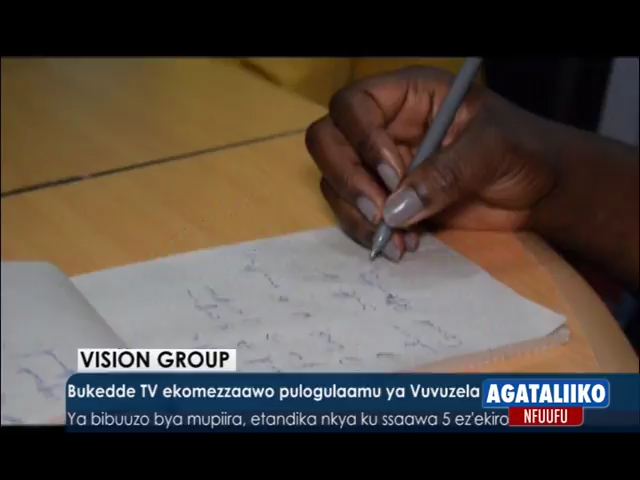 VISION GROUP
Bukedde TV ekomezzaawo pulogulaamu ya Vuvuzela
Ya bibuuzo bya mupiira, etandika nkya ku ssaawa 5 ez'ekiro
AGATALIIKO
NFUUFU